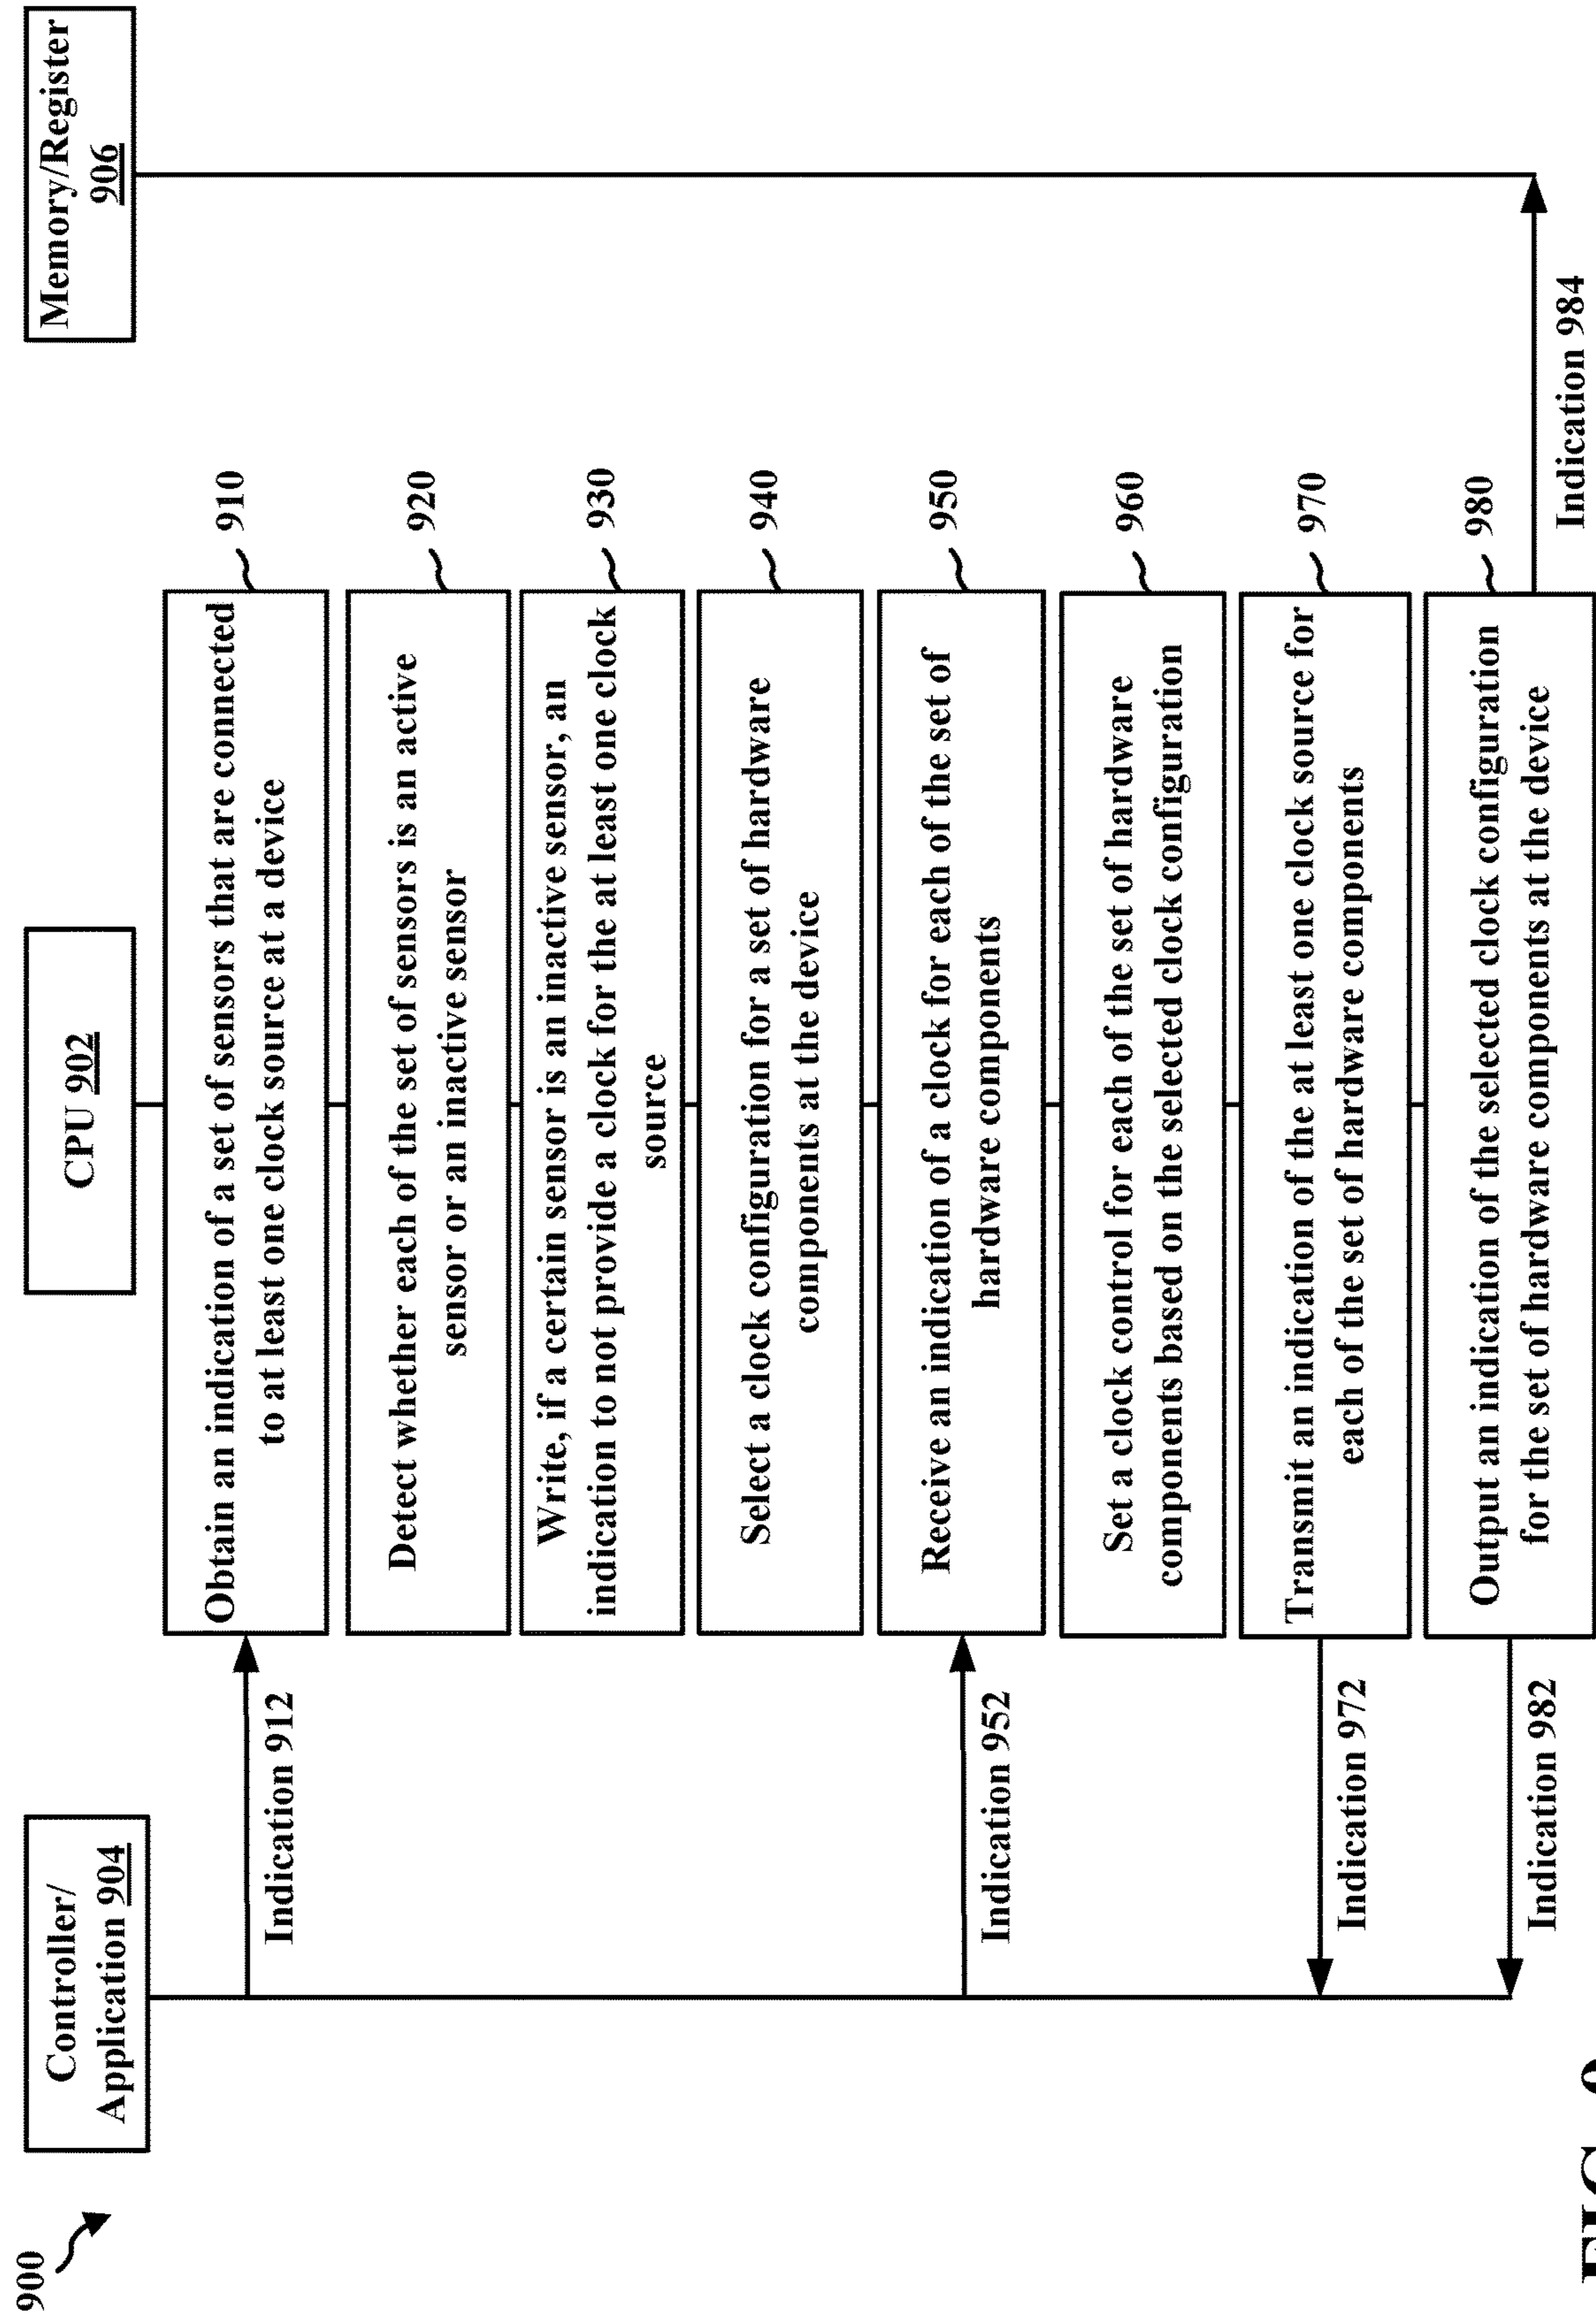 900
Controller/
Application 904
CPU 902
Memory/Register
906
Obtain an indication of a set of sensors that are connected
to at least one clock source at a device
910
Indication 912
Detect whether each of the set of sensors is an active
sensor or an inactive sensor
920
Write, if a certain sensor is an inactive sensor, an
indication to not provide a clock for the at least one clock
source
930
Select a clock configuration for a set of hardware
components at the device
940
Receive an indication of a clock for each of the set of
hardware components
950
Indication 952
Set a clock control for each of the set of hardware
components based on the selected clock configuration
960
Transmit an indication of the at least one clock source for
each of the set of hardware components
970
Indication 972
Output an indication of the selected clock configuration
for the set of hardware components at the device
980
Indication 982
Indication 984